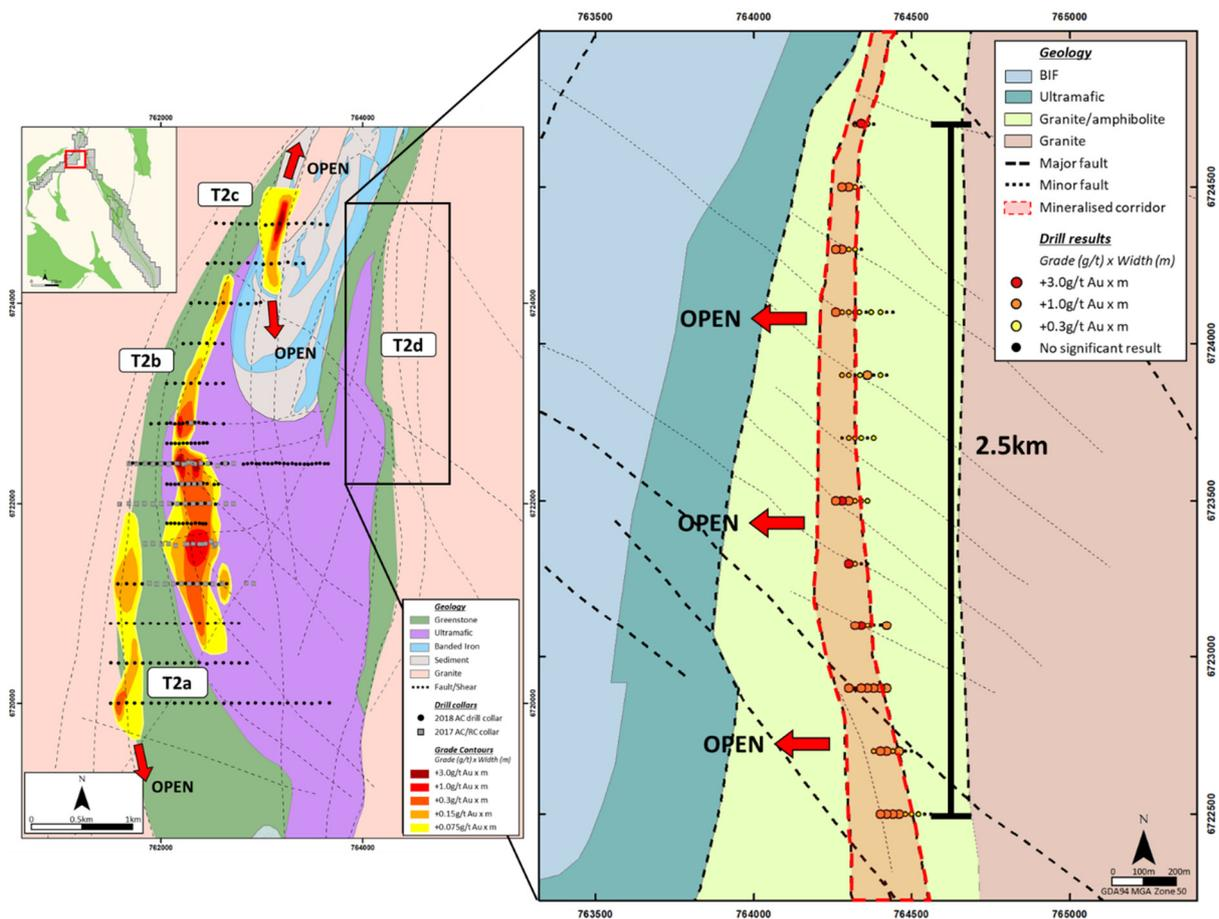 763500 764000 764500 765000
762000 764000
T2c
OPEN
OPEN
T2b
T2d
T2a
OPEN
6724000
6722000
6720000
6724000
6722000
6720000
762000 764000
N
0 0.5km 1km
Geology
Greenstone
Ultramafic
Banded Iron
Sediment
Granite
Fault/Shear
Drill collars
2018 AC drill collar
2017 AC/RC collar
Grade Contours
Grade (g/t) x Width (m)
+3.0g/t Au x m
+1.0g/t Au x m
+0.3g/t Au x m
+0.15g/t Au x m
+0.075g/t Au x m
Geology
BIF
Ultramafic
Granite/amphibolite
Granite
Major fault
Minor fault
Mineralised corridor
Drill results
Grade (g/t) x Width (m)
+3.0g/t Au x m
+1.0g/t Au x m
+0.3g/t Au x m
No significant result
OPEN
OPEN
OPEN
2.5km
6724500
6724000
6723500
6723000
6722500
N
0 100m 200m
GDA94 MGA Zone 50
763500 764000 764500 765000